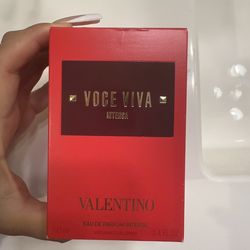 VOCE VIVA
INTENSA
VALENTINO
EAU DE PARFUM INTENSE